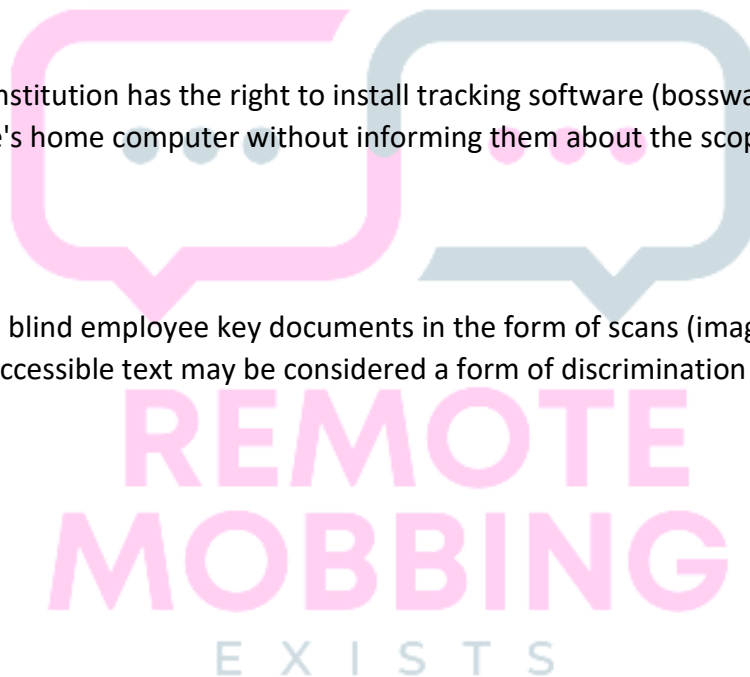 nstitution has the right to install tracking software (bosswa
e's home computer without informing them about the scop
blind employee key documents in the form of scans (imag
ccessible text may be considered a form of discrimination
REMOTE
MOBBING
EXISTS